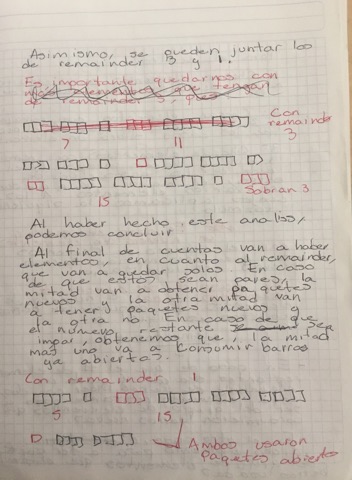 Asimismo, se pueden juntar los
de remainder 3 y 1.
Es importante quedarnos con
que tengan
de remainder 3, pues
Con
remainder
3
7 11
15
Sobran 3
Al haber hecho este analisis,
podemos concluir
Al final de cuentas van a haber
elementos, en cuanto al remainder,
que van a quedar solos. En caso
de que estos sean pares, la
mitad van a obtener paquetes
nuevos y la otra mitad van
a tener paquetes nuevos y
la otra no. En caso de que
el número restante sea
impar, obtenemos que, la mitad
mas uno va a consumir barras
ya abiertas.
Con remainder 1
5 15
Ambos usaron
paquetes abiertos